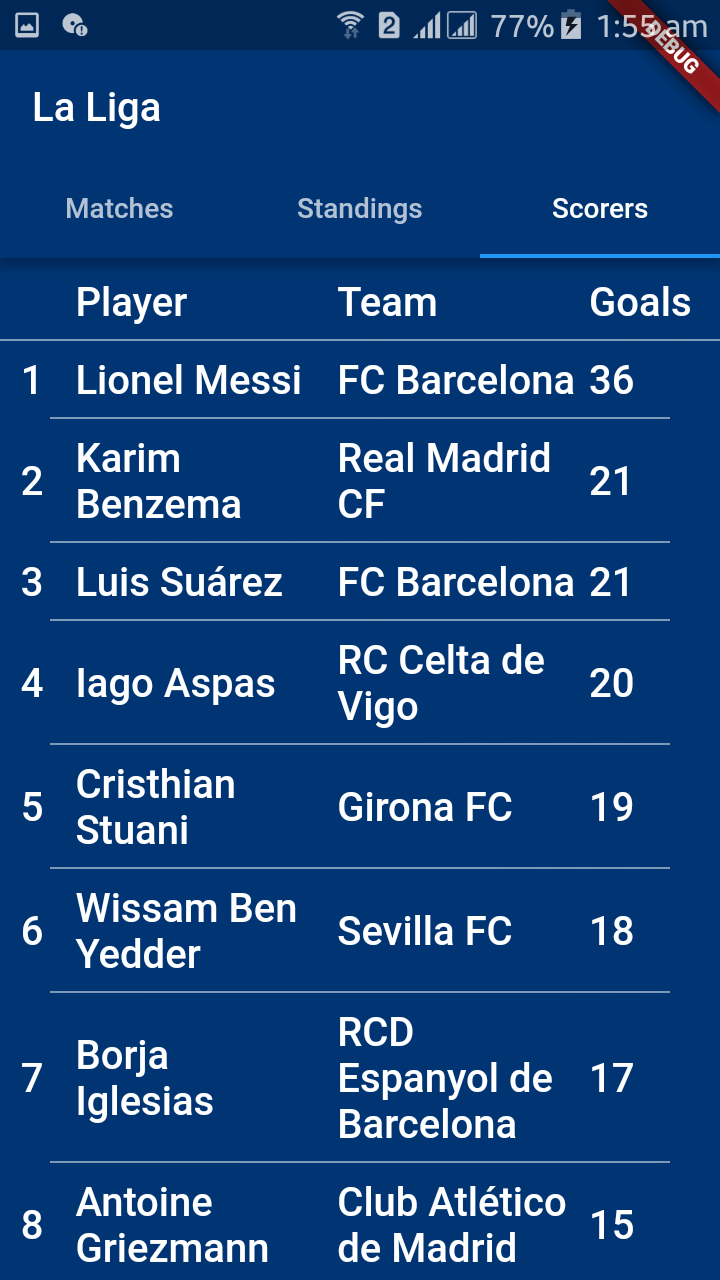 2 77% 1:55 am
DEBUG
La Liga
Matches Standings Scorers
Player Team Goals
1 Lionel Messi FC Barcelona 36
2 Karim Benzema Real Madrid CF 21
3 Luis Suárez FC Barcelona 21
4 Iago Aspas RC Celta de Vigo 20
5 Cristhian Stuani Girona FC 19
6 Wissam Ben Yedder Sevilla FC 18
7 Borja Iglesias RCD Espanyol de Barcelona 17
8 Antoine Griezmann Club Atlético de Madrid 15